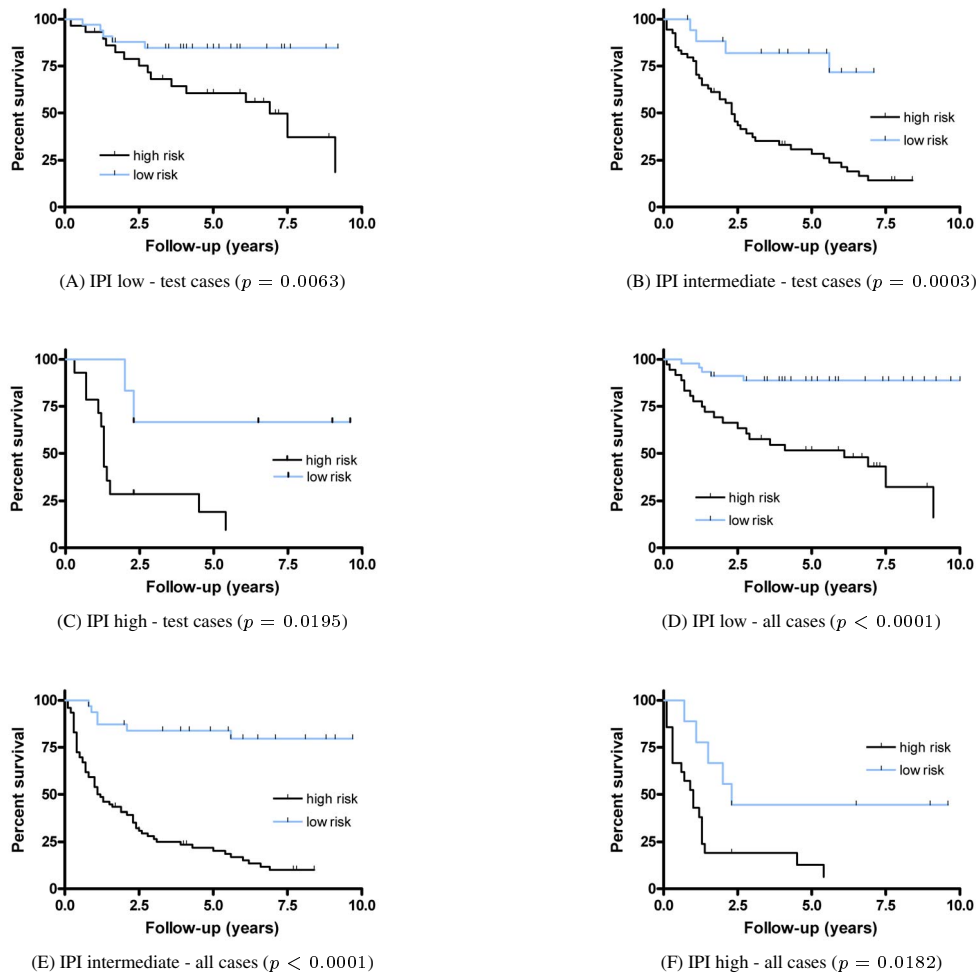 Percent survival
100
75
50
25
0
high risk
low risk
0.0 2.5 5.0 7.5 10.0
Follow-up (years)
(A) IPI low - test cases (p = 0.0063)
Percent survival
100
75
50
25
0
high risk
low risk
0.0 2.5 5.0 7.5 10.0
Follow-up (years)
(B) IPI intermediate - test cases (p = 0.0003)
Percent survival
100
75
50
25
0
high risk
low risk
0.0 2.5 5.0 7.5 10.0
Follow-up (years)
(C) IPI high - test cases (p = 0.0195)
Percent survival
100
75
50
25
0
high risk
low risk
0.0 2.5 5.0 7.5 10.0
Follow-up (years)
(D) IPI low - all cases (p < 0.0001)
Percent survival
100
75
50
25
0
high risk
low risk
0.0 2.5 5.0 7.5 10.0
Follow-up (years)
(E) IPI intermediate - all cases (p < 0.0001)
Percent survival
100
75
50
25
0
high risk
low risk
0.0 2.5 5.0 7.5 10.0
Follow-up (years)
(F) IPI high - all cases (p = 0.0182)